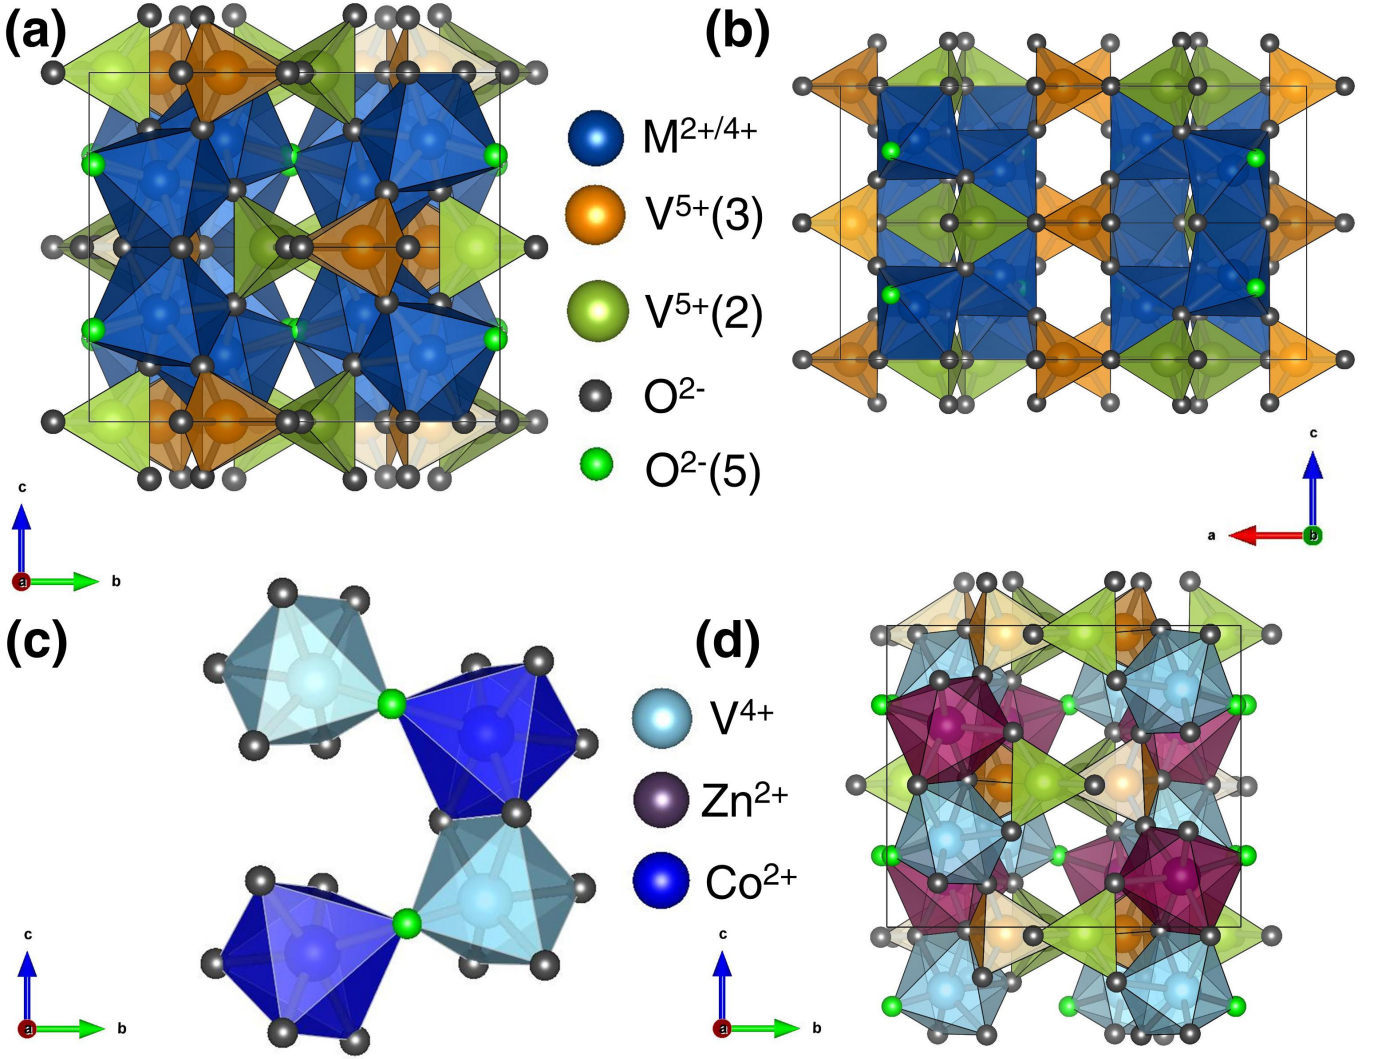 (a)
(b)
M2+/4+
V5+(3)
V5+(2)
O2-
O2-(5)
c
a
b
c
a
b
(c)
(d)
V4+
Zn2+
Co2+
c
a
b
c
a
b